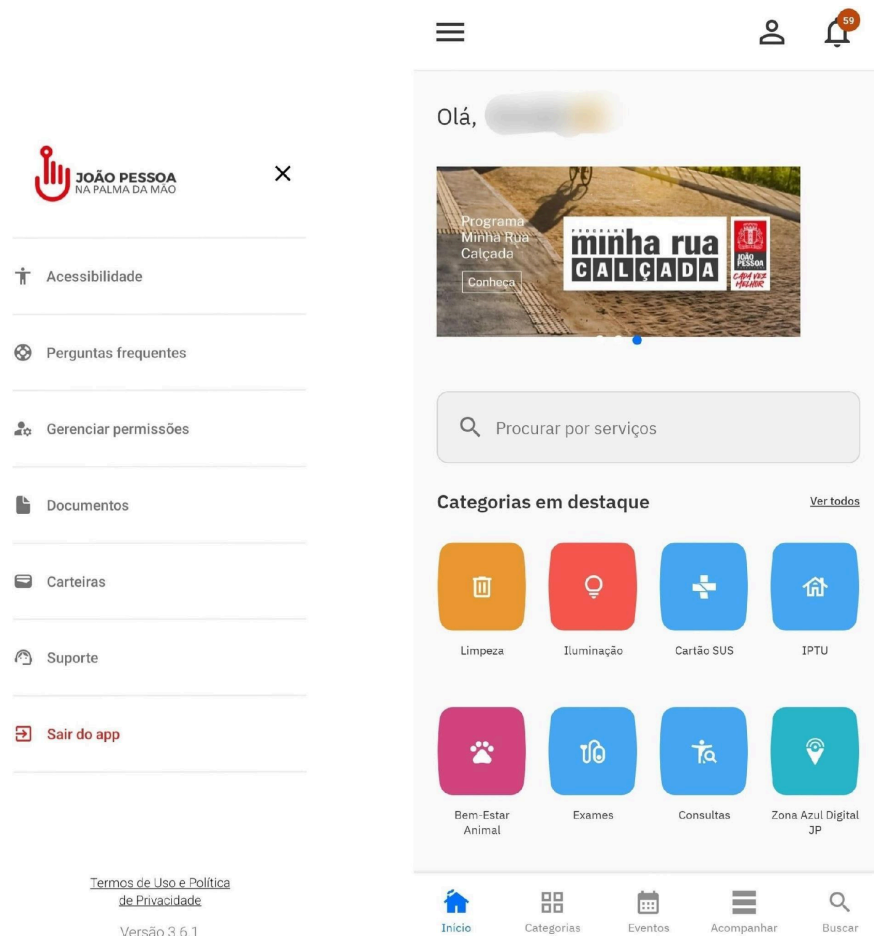 JOÃO PESSOA
NA PALMA DA MÃO
Acessibilidade
Perguntas frequentes
Gerenciar permissões
Documentos
Carteiras
Suporte
Sair do app
Termos de Uso e Política
de Privacidade
Versão 3.6.1
59
Olá,
Programa
Minha Rua
Calçada
Conheça
PROGRAMA
minha rua
CALÇADA
JOÃO
PESSOA
CADA VEZ
MELHOR
Procurar por serviços
Categorias em destaque
Ver todos
Limpeza
Iluminação
Cartão SUS
IPTU
Bem-Estar
Animal
Exames
Consultas
Zona Azul Digital
JP
Início
Categorias
Eventos
Acompanhar
Buscar